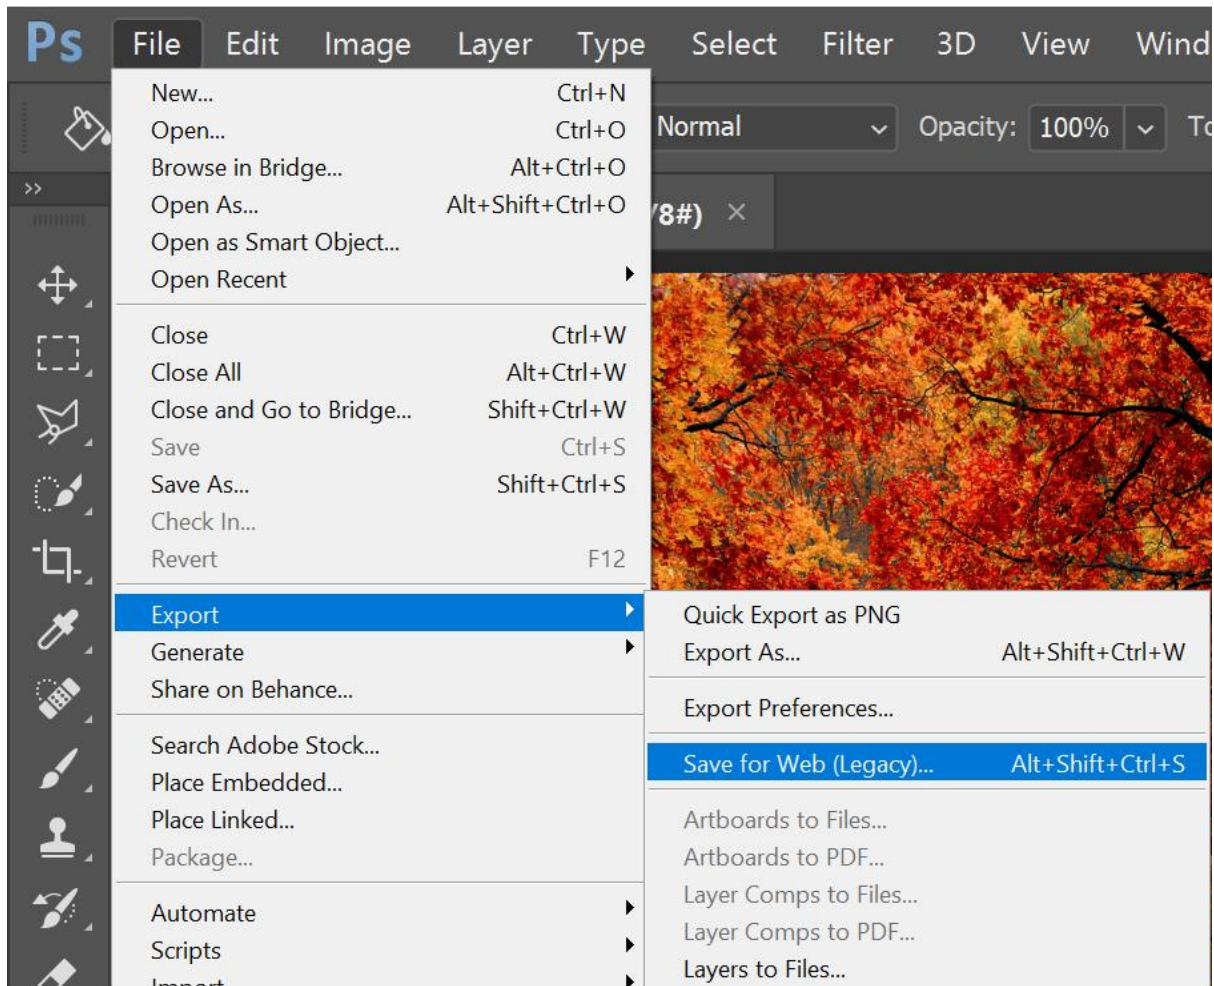 Ps File Edit Image Layer Type Select Filter 3D View Wind
Normal Opacity: 100%
/8#) ×
New... Ctrl+N
Open... Ctrl+O
Browse in Bridge... Alt+Ctrl+O
Open As... Alt+Shift+Ctrl+O
Open as Smart Object...
Open Recent
Close Ctrl+W
Close All Alt+Ctrl+W
Close and Go to Bridge... Shift+Ctrl+W
Save Ctrl+S
Save As... Shift+Ctrl+S
Check In...
Revert F12
Export
Generate
Share on Behance...
Search Adobe Stock...
Place Embedded...
Place Linked...
Package...
Automate
Scripts
Import
Quick Export as PNG
Export As... Alt+Shift+Ctrl+W
Export Preferences...
Save for Web (Legacy)... Alt+Shift+Ctrl+S
Artboards to Files...
Artboards to PDF...
Layer Comps to Files...
Layer Comps to PDF...
Layers to Files...